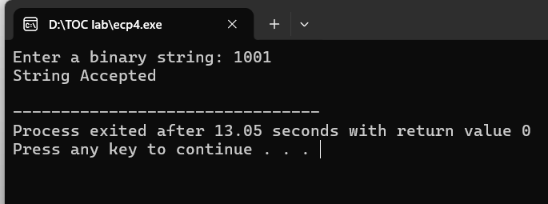 D:\TOC lab\ecp4.exe
Enter a binary string: 1001
String Accepted
--------------------------------
Process exited after 13.05 seconds with return value 0
Press any key to continue . . .